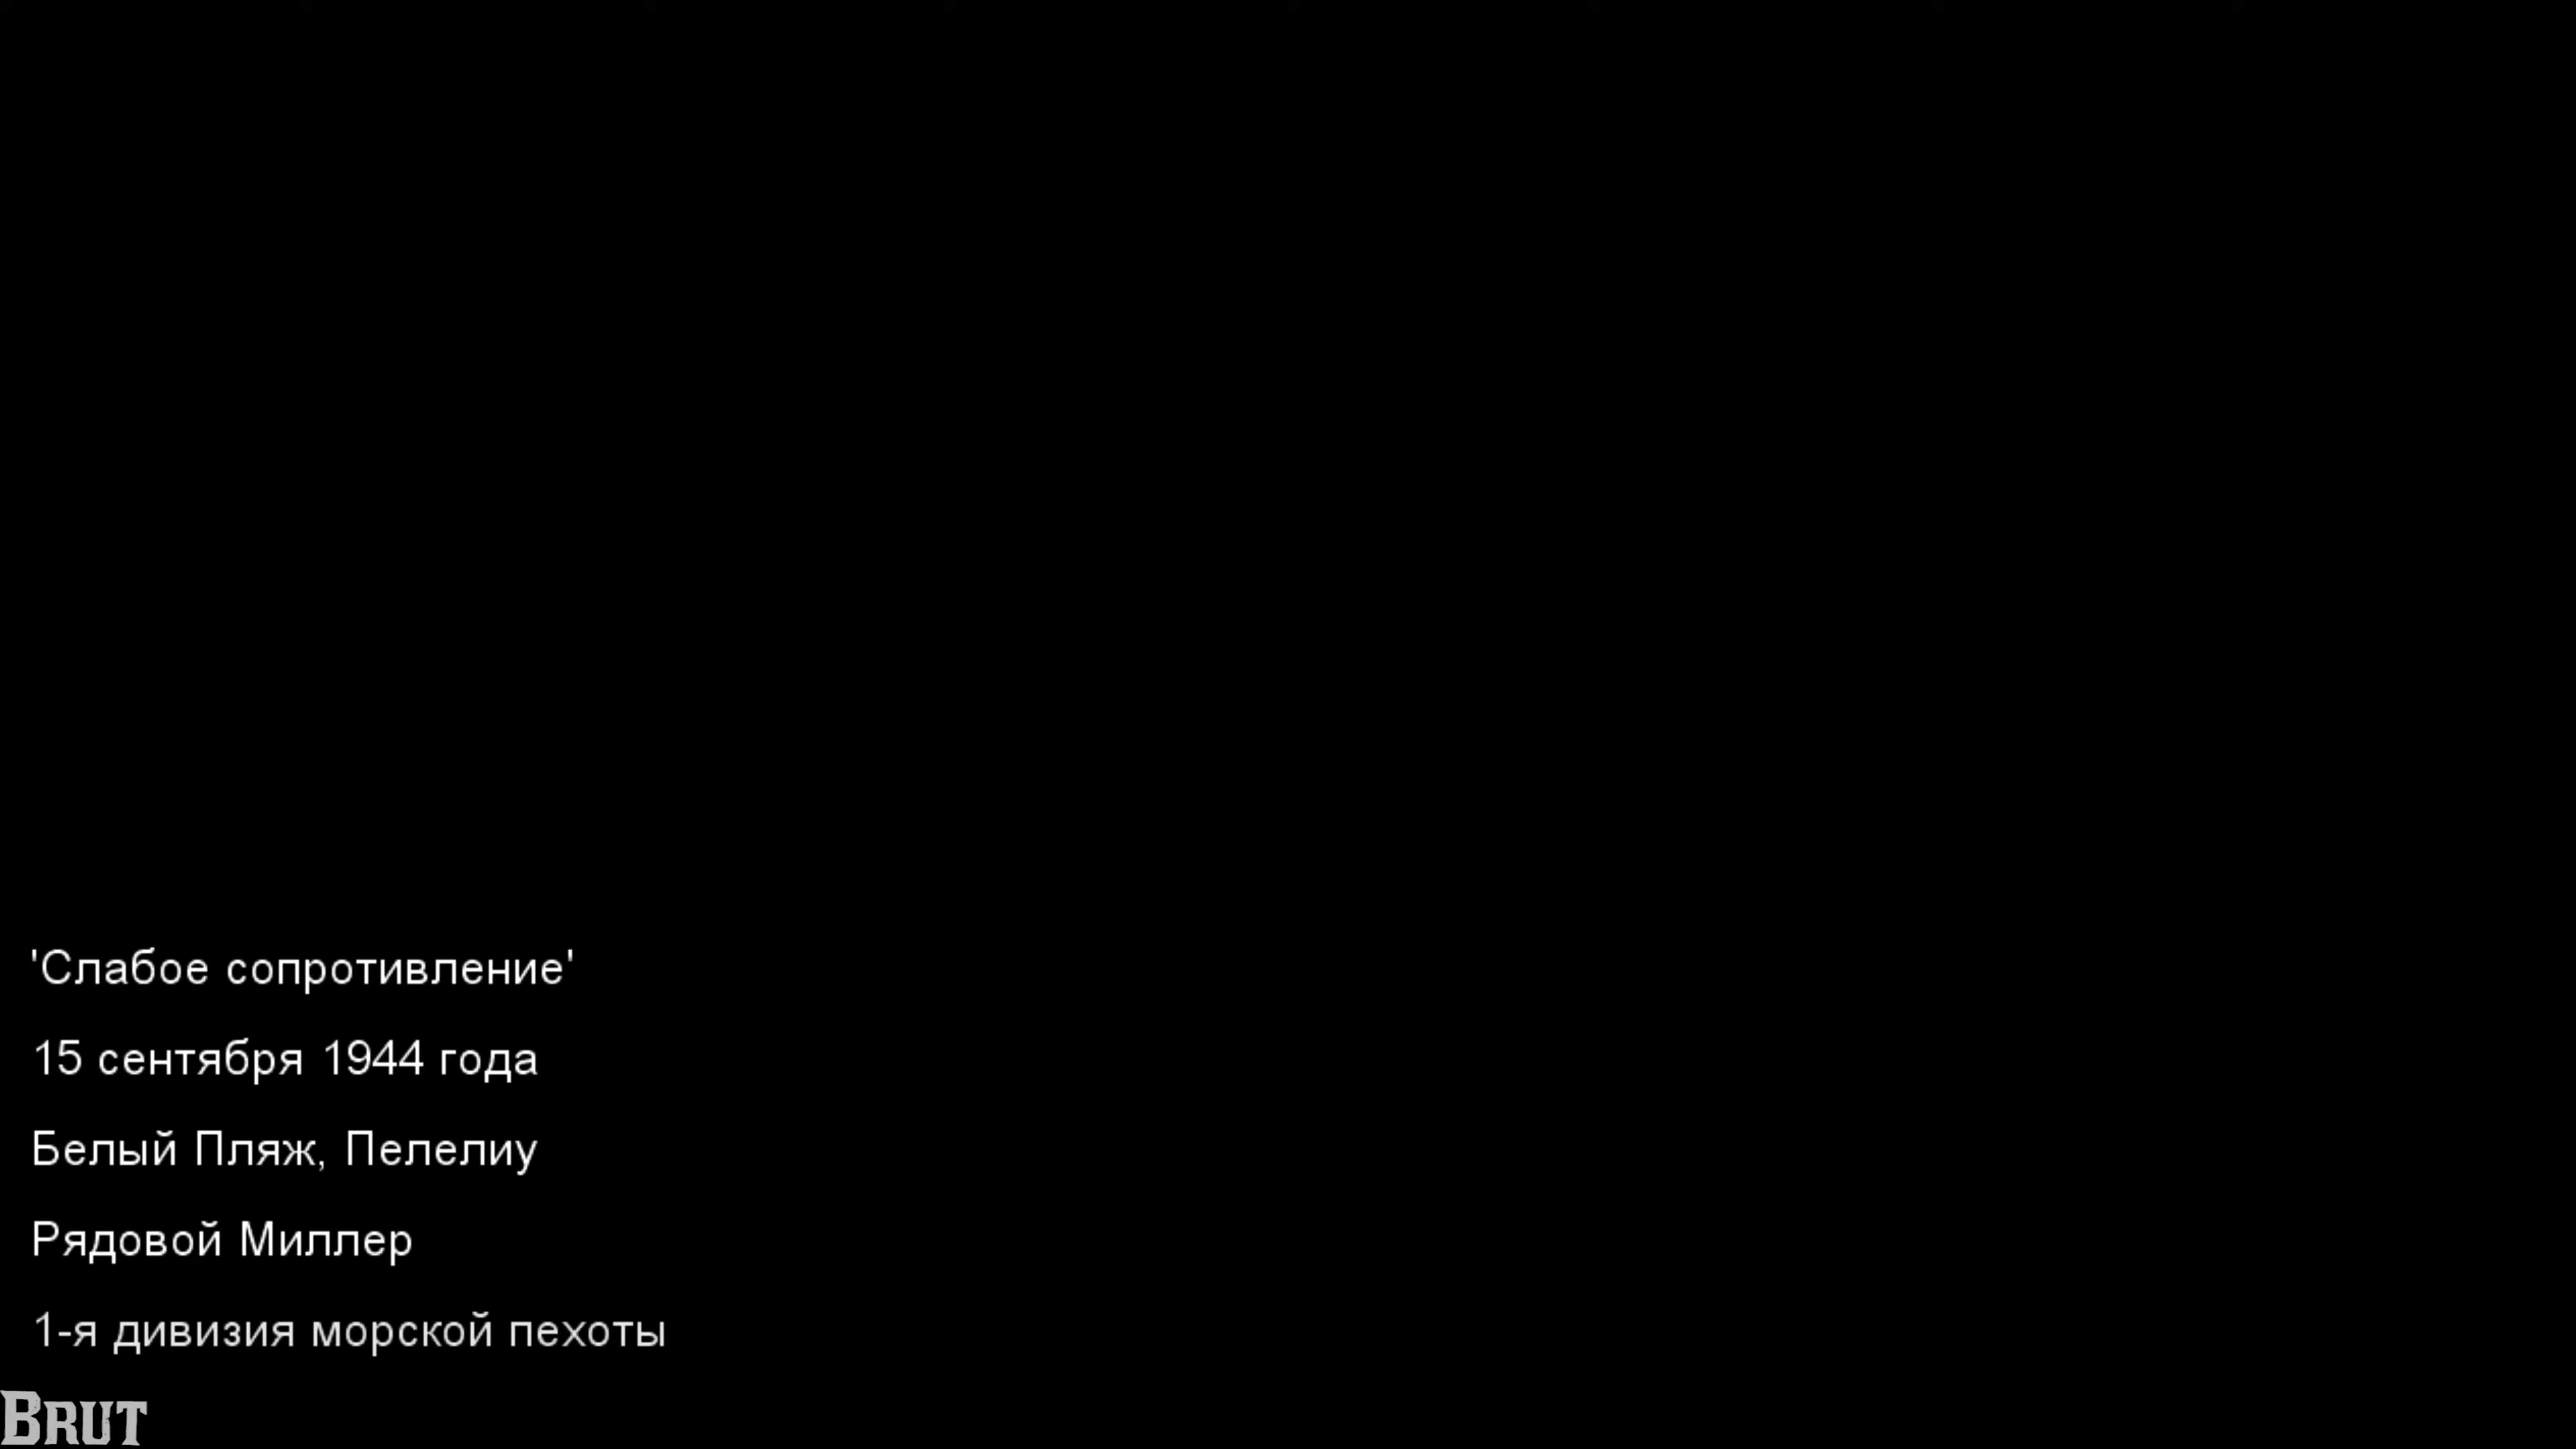 'Слабое сопротивление'
15 сентября 1944 года
Белый Пляж, Пелелиу
Рядовой Миллер
1-я дивизия морской пехоты
BRUT